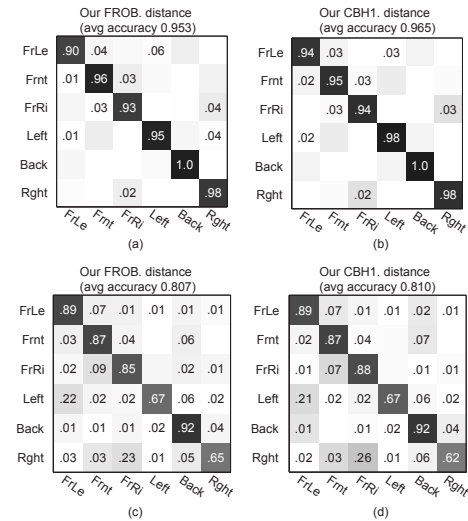 Our FROB. distance
(avg accuracy 0.953)
FrLe .90 .04 .06
Frnt .01 .96 .03
FrRi .03 .93 .04
Left .01 .95 .04
Back 1.0
Rght .02 .98
FrLe Frnt FrRi Left Back Rght
(a)
Our CBH1. distance
(avg accuracy 0.965)
FrLe .94 .03 .03
Frnt .02 .95 .03
FrRi .03 .94 .03
Left .02 .98
Back 1.0
Rght .02 .98
FrLe Frnt FrRi Left Back Rght
(b)
Our FROB. distance
(avg accuracy 0.807)
FrLe .89 .07 .01 .01 .01 .01
Frnt .03 .87 .04 .06
FrRi .02 .09 .85 .02 .01
Left .22 .02 .02 .67 .06 .02
Back .01 .01 .01 .02 .92 .04
Rght .03 .03 .23 .01 .05 .65
FrLe Frnt FrRi Left Back Rght
(c)
Our CBH1. distance
(avg accuracy 0.810)
FrLe .89 .07 .01 .01 .02 .01
Frnt .02 .87 .04 .07
FrRi .01 .07 .88 .01 .01
Left .21 .02 .02 .67 .06 .02
Back .01 .01 .02 .92 .04
Rght .02 .03 .26 .01 .06 .62
FrLe Frnt FrRi Left Back Rght
(d)